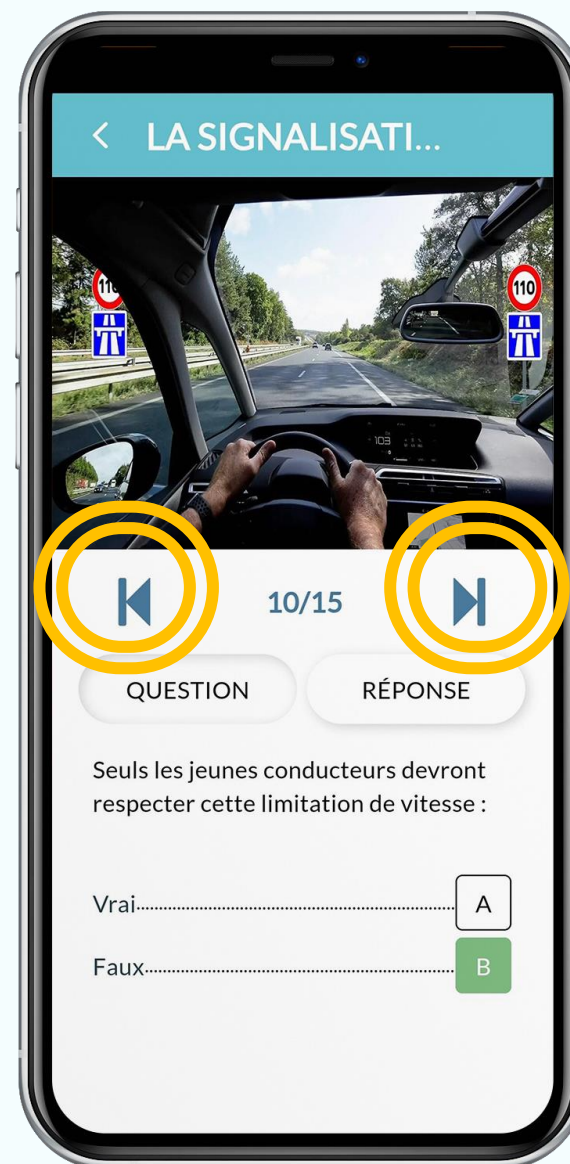 LA SIGNALISATI...
110
110
103
10/15
QUESTION
RÉPONSE
Seuls les jeunes conducteurs devront
respecter cette limitation de vitesse :
Vrai
A
Faux
B